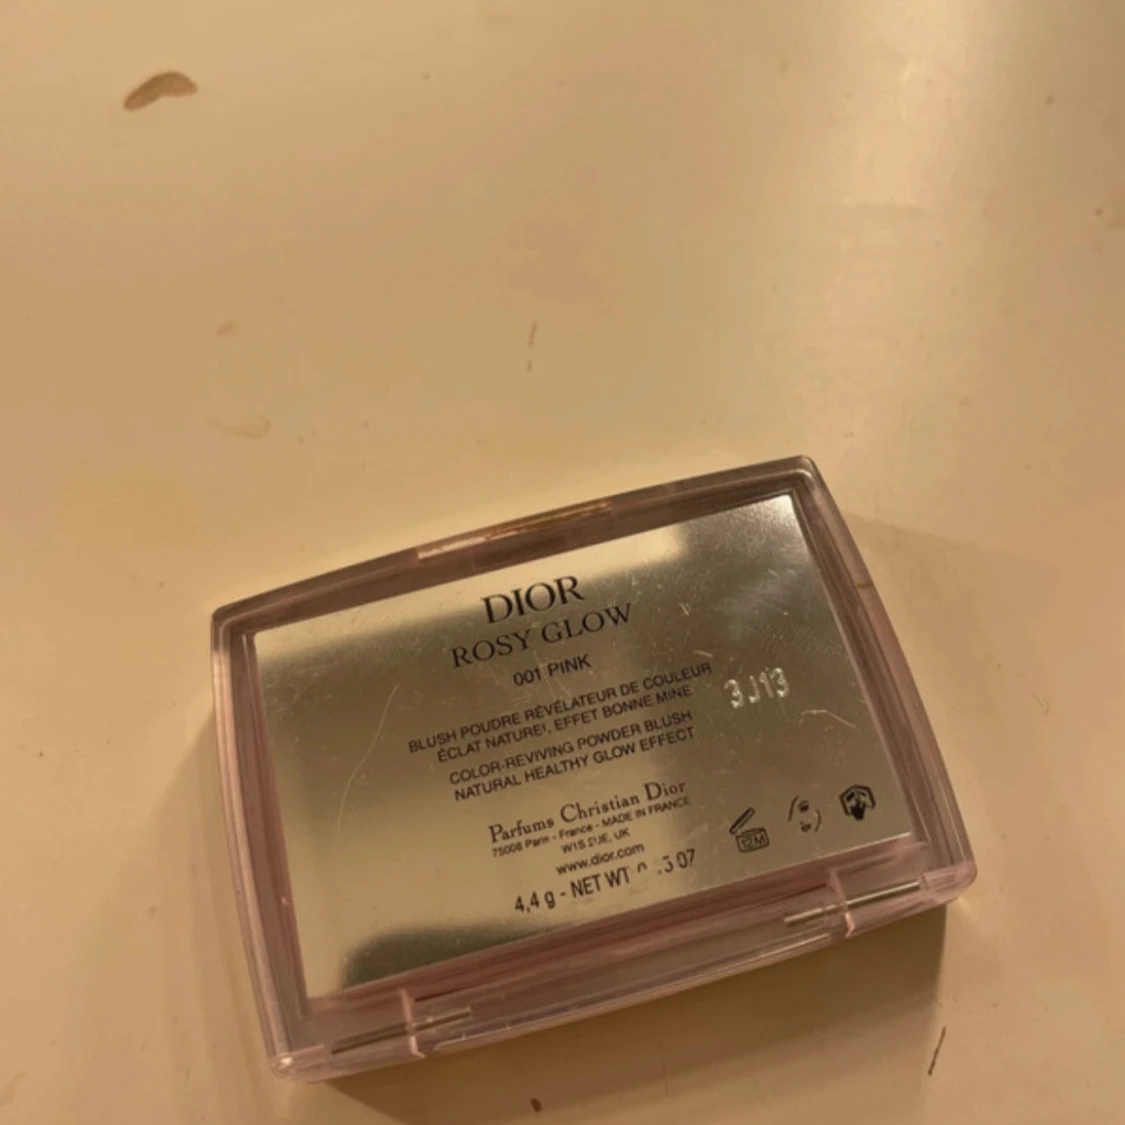 DIOR
ROSY GLOW
001 PINK
BLUSH POUDRE RÉVÉLATEUR DE COULEUR
ÉCLAT NATUREL, EFFET BONNE MINE
COLOR-REVIVING POWDER BLUSH
NATURAL HEALTHY GLOW EFFECT
3J13
Parfums Christian Dior
75008 Paris - France - MADE IN FRANCE
W1S UK
www.dior.com
4,4 g - NET WT
12M